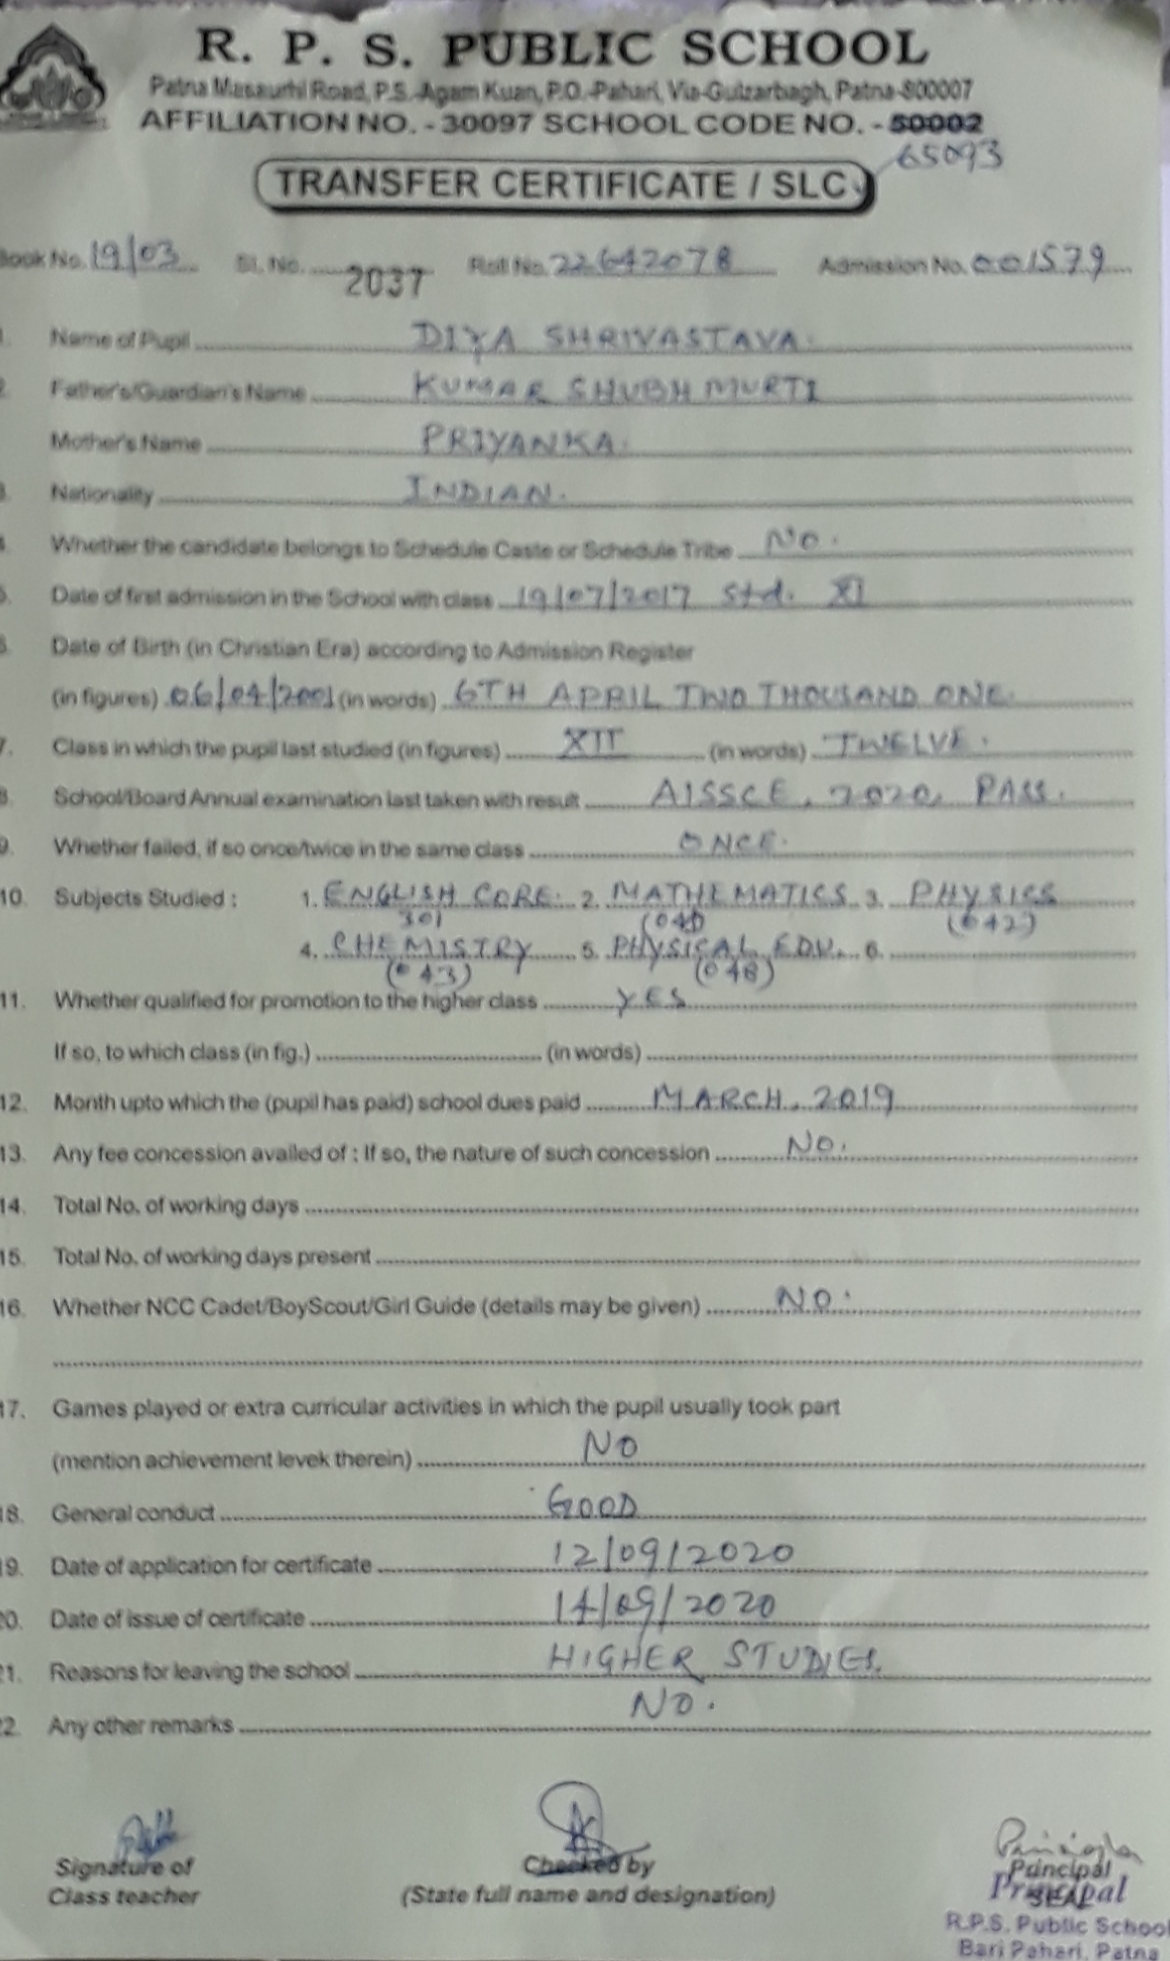 R. P. S. PUBLIC SCHOOL
Patna Masaurhi Road, P.S.-Agam Kuan, P.O.-Pahari, Via-Gulzarbagh, Patna-800007
AFFILIATION NO. - 30097 SCHOOL CODE NO. - 50002
65093
TRANSFER CERTIFICATE / SLC
Book No. 19/03 Sl. No. 2037 Roll No. 22642078 Admission No. 001579
Name of Pupil DIYA SHRIVASTAVA.
Father's/Guardian's Name KUMAR SHUBH MURTI
Mother's Name PRIYANKA.
Nationality INDIAN.
Whether the candidate belongs to Schedule Caste or Schedule Tribe NO.
Date of first admission in the School with class 19/07/2017 Std. XI
Date of Birth (in Christian Era) according to Admission Register
(in figures) 06/04/2001 (in words) 6TH APRIL TWO THOUSAND ONE.
7. Class in which the pupil last studied (in figures) XII (in words) TWELVE.
8. School/Board Annual examination last taken with result AISSCE, 2020, PASS.
9. Whether failed, if so once/twice in the same class ONCE.
10. Subjects Studied : 1. ENGLISH CORE. 2. MATHEMATICS 3. PHYSICS
301 (041) (042)
4. CHEMISTRY 5. PHYSICAL EDU. 6.
(043) (048)
11. Whether qualified for promotion to the higher class YES
If so, to which class (in fig.) (in words)
12. Month upto which the (pupil has paid) school dues paid MARCH, 2019
13. Any fee concession availed of : If so, the nature of such concession NO.
14. Total No. of working days
15. Total No. of working days present
16. Whether NCC Cadet/BoyScout/Girl Guide (details may be given) NO.
17. Games played or extra curricular activities in which the pupil usually took part
(mention achievement levek therein) NO
18. General conduct GOOD
19. Date of application for certificate 12/09/2020
20. Date of issue of certificate 14/09/2020
21. Reasons for leaving the school HIGHER STUDIES.
22. Any other remarks NO.
Signature of Checked by Principal
Class teacher (State full name and designation) Principal
SEAL
R.P.S. Public School
Bari Pahari, Patna